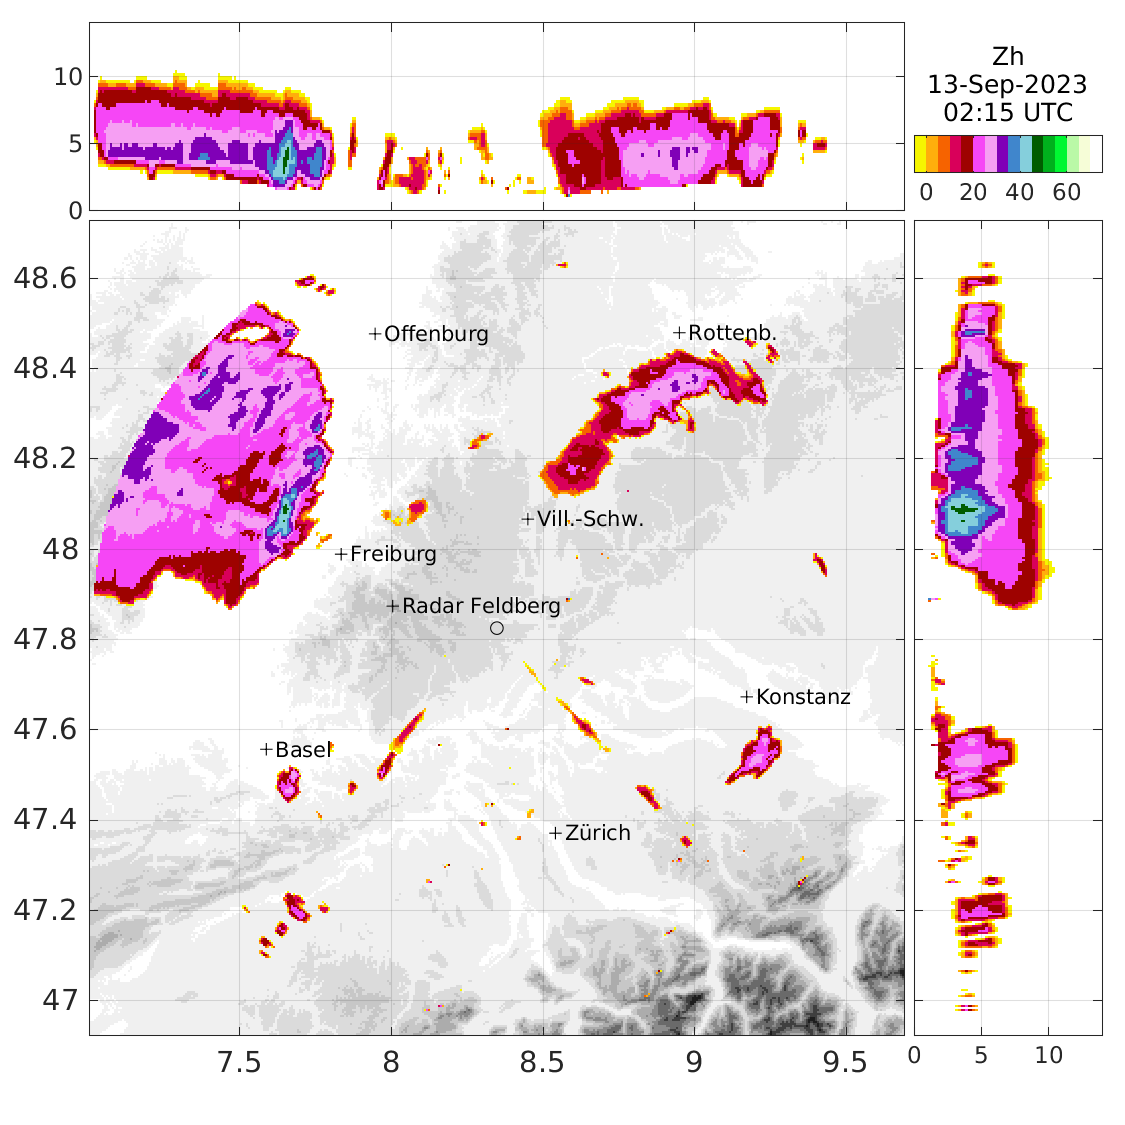 10
5
0
Zh
13-Sep-2023
02:15 UTC
0 20 40 60
48.6
48.4
48.2
48
47.8
47.6
47.4
47.2
47
Offenburg
Rottenb.
Vill.-Schw.
Freiburg
Radar Feldberg
Konstanz
Basel
Zürich
7.5 8 8.5 9 9.5
0 5 10